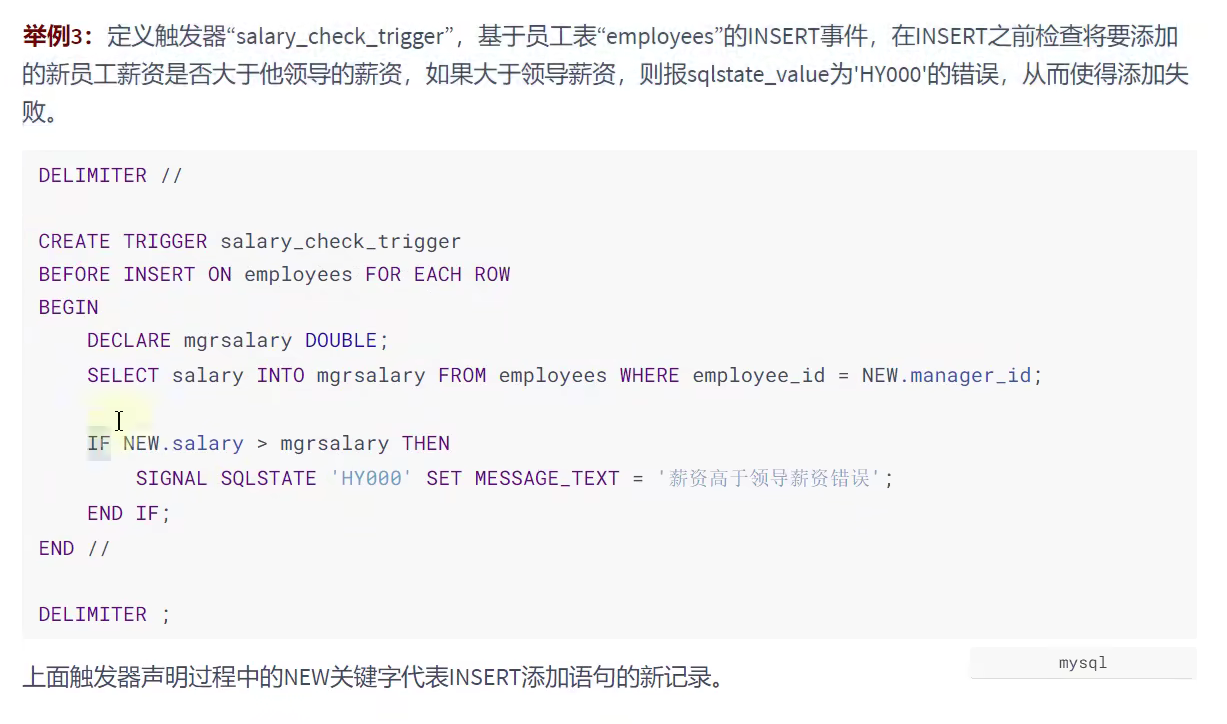 举例3：定义触发器“salary_check_trigger”，基于员工表“employees”的INSERT事件，在INSERT之前检查将要添加
的新员工薪资是否大于他领导的薪资，如果大于领导薪资，则报sqlstate_value为'HY000'的错误，从而使得添加失
败。
DELIMITER //
CREATE TRIGGER salary_check_trigger
BEFORE INSERT ON employees FOR EACH ROW
BEGIN
DECLARE mgrsalary DOUBLE;
SELECT salary INTO mgrsalary FROM employees WHERE employee_id = NEW.manager_id;
IF NEW.salary > mgrsalary THEN
SIGNAL SQLSTATE 'HY000' SET MESSAGE_TEXT = '薪资高于领导薪资错误';
END IF;
END //
DELIMITER ;
mysql
上面触发器声明过程中的NEW关键字代表INSERT添加语句的新记录。